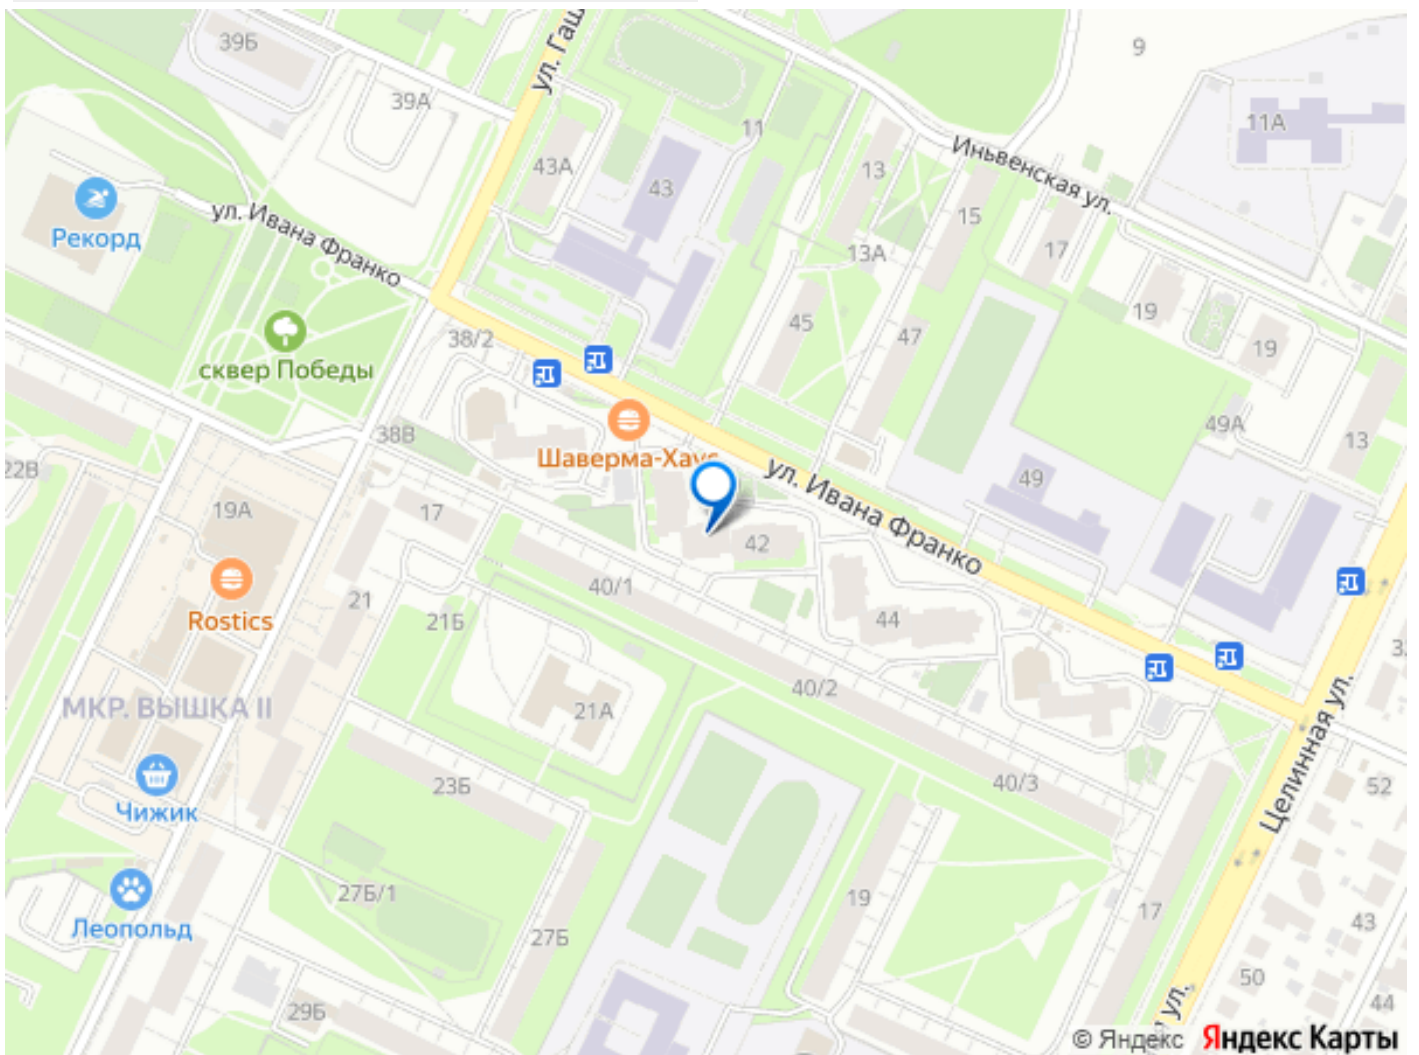 39Б
ул. Гаш
9
39А
11
11А
Иньвенская ул.
43А
43
13
ул. Ивана Франко
Рекорд
15
13А
17
19
45
47
19
38/2
сквер Победы
49А
13
38В
Шаверма-Хаус
ул. Ивана Франко
22В
49
19А
17
42
40/1
21
21Б
44
Rostics
40/2
21А
МКР. ВЫШКА II
Целинная ул.
23Б
40/3
52
Чижик
27Б/1
19
17
43
Леопольд
27Б
50
29Б
44
ул.
© Яндекс Яндекс Карты